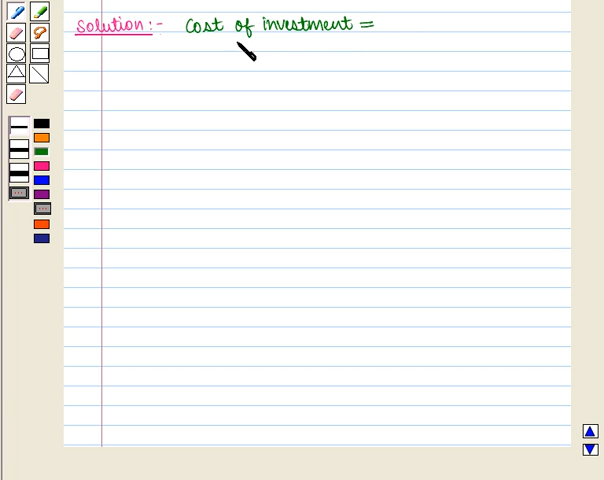 Solution:- Cost of investment =